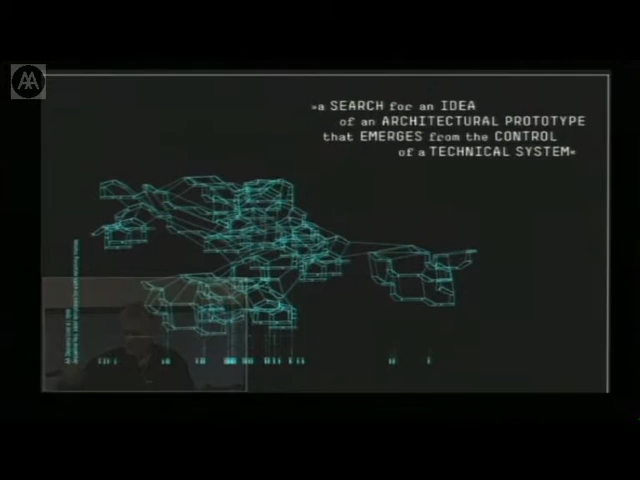 AA
»a SEARCH for an IDEA
of an ARCHITECTURAL PROTOTYPE
that EMERGES from the CONTROL
of a TECHNICAL SYSTEM«